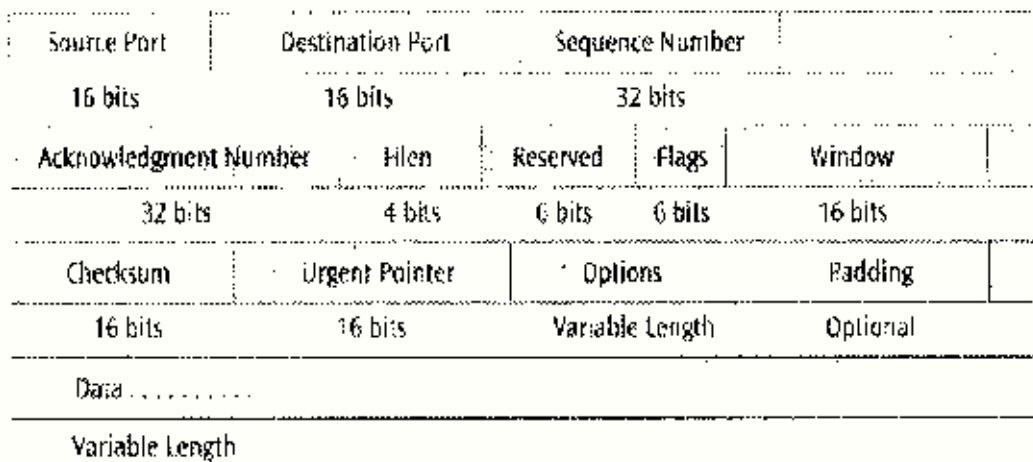 Source Port Destination Port Sequence Number
16 bits 16 bits 32 bits
Acknowledgment Number Hlen Reserved Flags Window
32 bits 4 bits 6 bits 6 bits 16 bits
Checksum Urgent Pointer Options Padding
16 bits 16 bits Variable Length Optional
Data . . . . . . . . . .
Variable Length